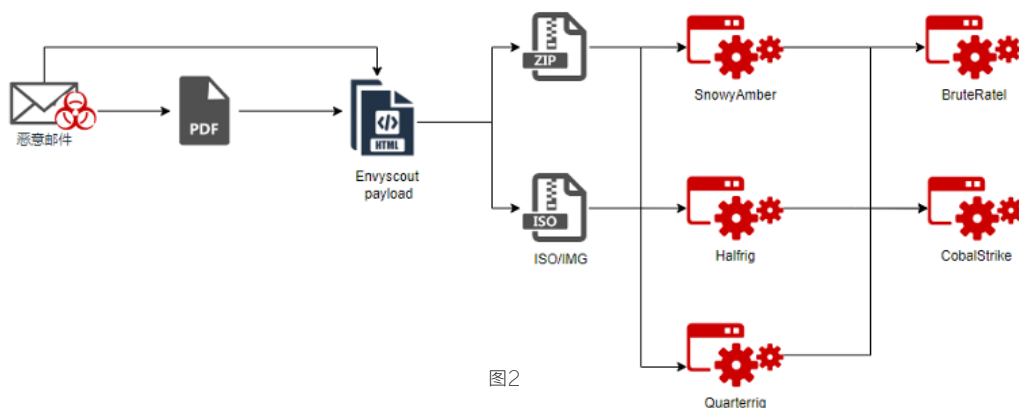 恶意邮件
PDF
</>
HTML
Envyscout
payload
ZIP
ISO
ISO/IMG
SnowyAmber
Halfrig
Quarterrig
BruteRatel
CobalStrike
图2